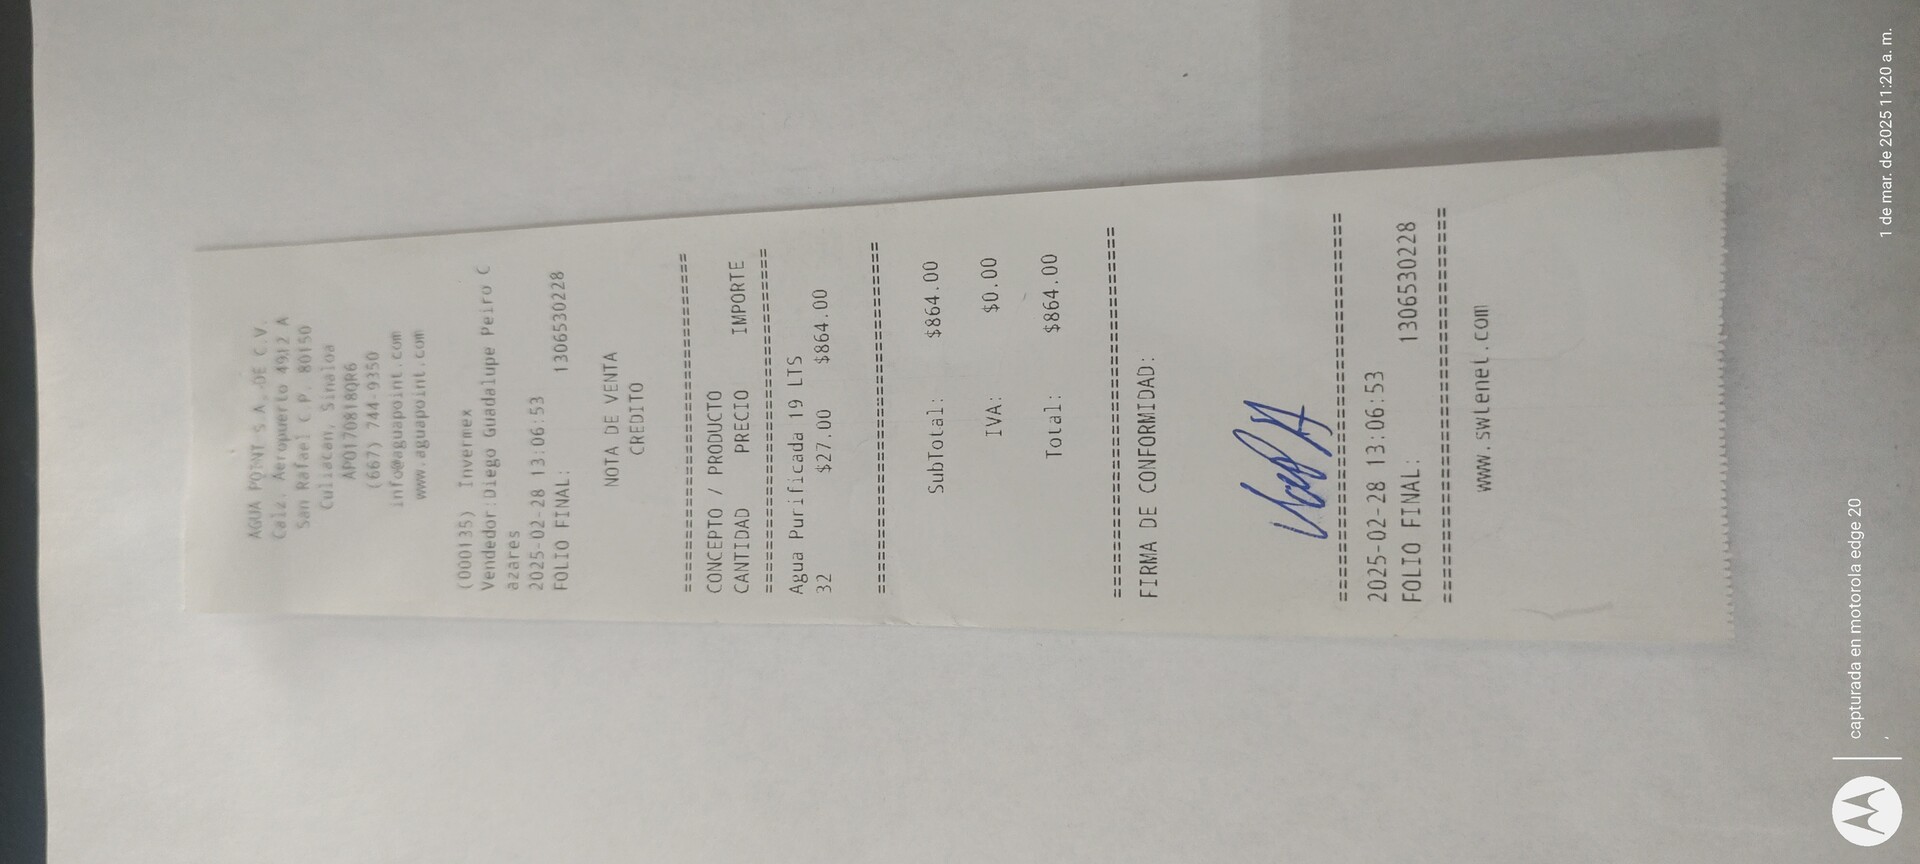 AGUA POINT S.A. DE C.V.
Calz. Aeropuerto 4912 A
San Rafael C.P. 80150
Culiacan, Sinaloa
APO170818QR6
(667) 744-9350
info@aguapoint.com
www.aguapoint.com
(000135) Invermex
Vendedor:Diego Guadalupe Peiro C
azares
2025-02-28 13:06:53
FOLIO FINAL: 1306530228
NOTA DE VENTA
CREDITO
================================
CONCEPTO / PRODUCTO
CANTIDAD PRECIO IMPORTE
================================
Agua Purificada 19 LTS
32 $27.00 $864.00
================================
SubTotal: $864.00
IVA: $0.00
Total: $864.00
================================
FIRMA DE CONFORMIDAD:
================================
2025-02-28 13:06:53
FOLIO FINAL: 1306530228
================================
www.swtenet.com
capturada en motorola edge 20
1 de mar. de 2025 11:20 a. m.